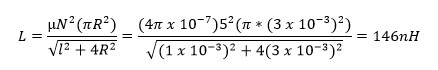 L = μN²(πR²) / √(l² + 4R²) = (4π x 10⁻⁷)5²(π * (3 x 10⁻³)²) / √((1 x 10⁻³)² + 4(3 x 10⁻³)²) = 146nH